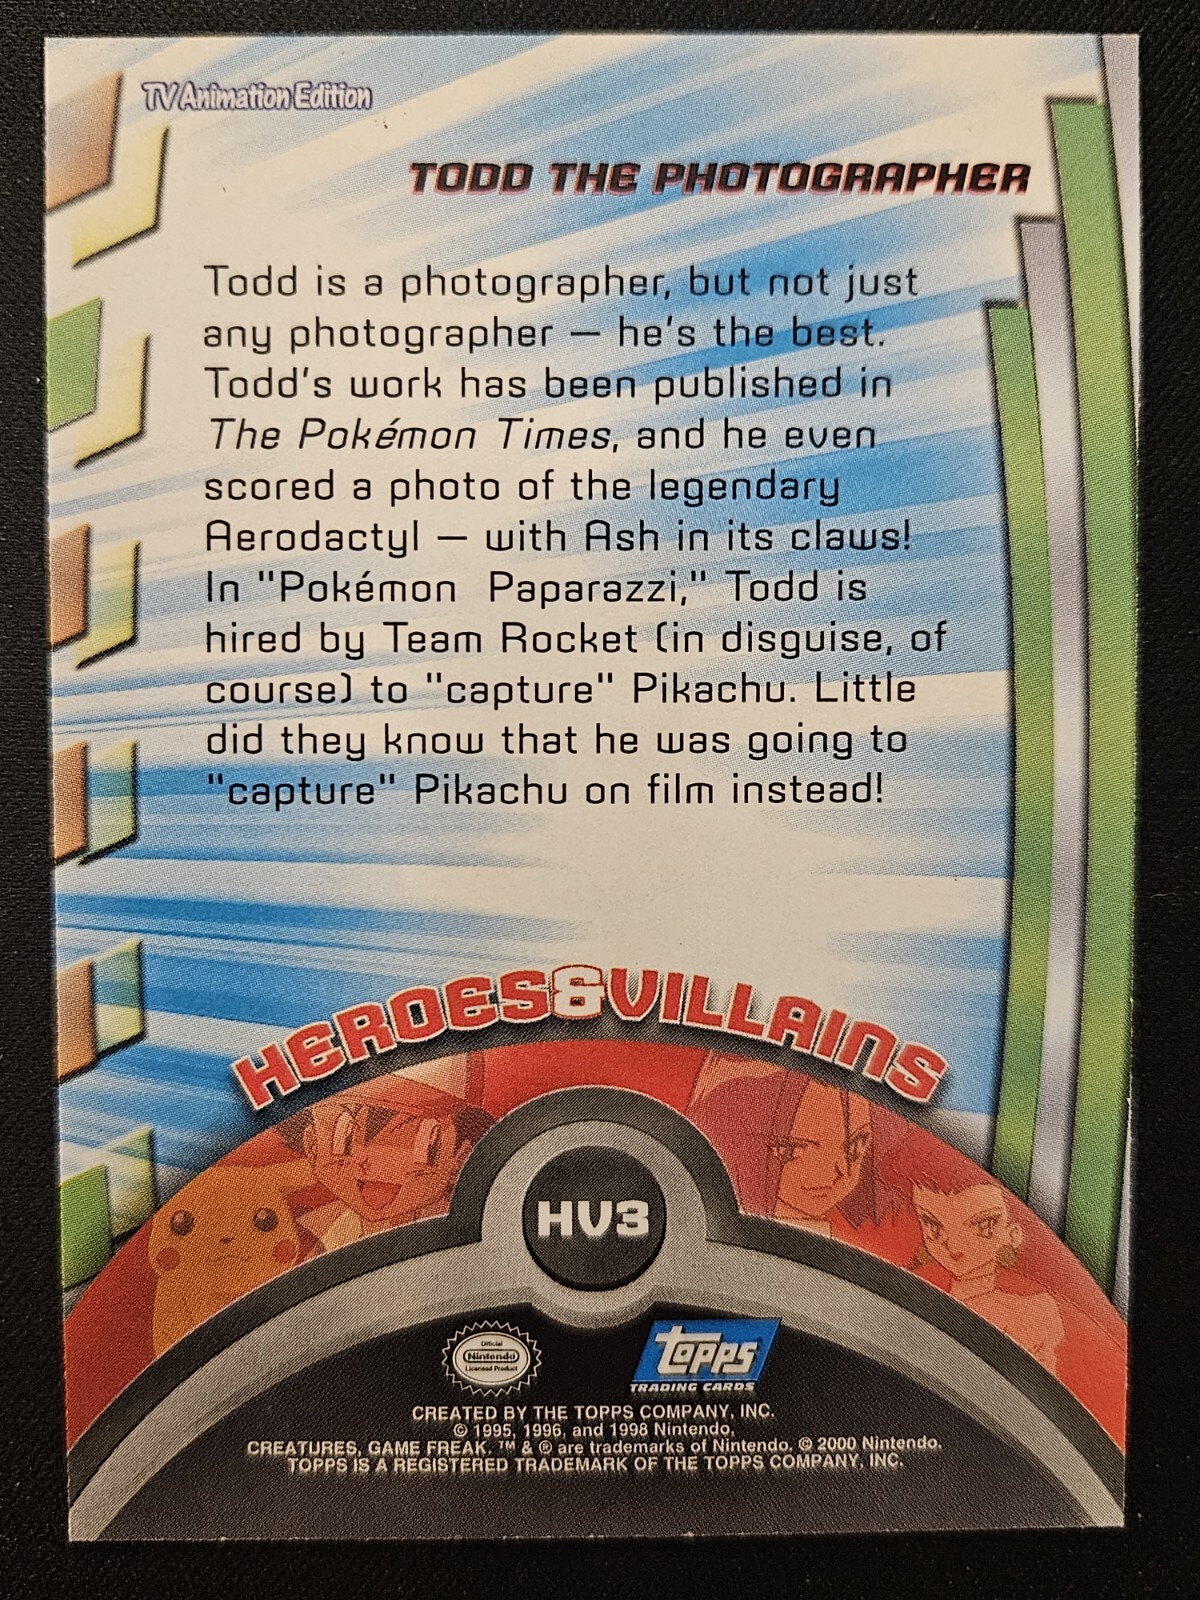 TV Animation Edition
TODD THE PHOTOGRAPHER
Todd is a photographer, but not just
any photographer — he's the best.
Todd's work has been published in
The Pokémon Times, and he even
scored a photo of the legendary
Aerodactyl — with Ash in its claws!
In "Pokémon Paparazzi," Todd is
hired by Team Rocket (in disguise, of
course) to "capture" Pikachu. Little
did they know that he was going to
"capture" Pikachu on film instead!
HEROES&VILLAINS
HV3
Official
Nintendo
Licensed Product
Topps
TRADING CARDS
CREATED BY THE TOPPS COMPANY, INC.
© 1995, 1996, and 1998 Nintendo,
CREATURES, GAME FREAK. ™ & ® are trademarks of Nintendo. © 2000 Nintendo.
TOPPS IS A REGISTERED TRADEMARK OF THE TOPPS COMPANY, INC.